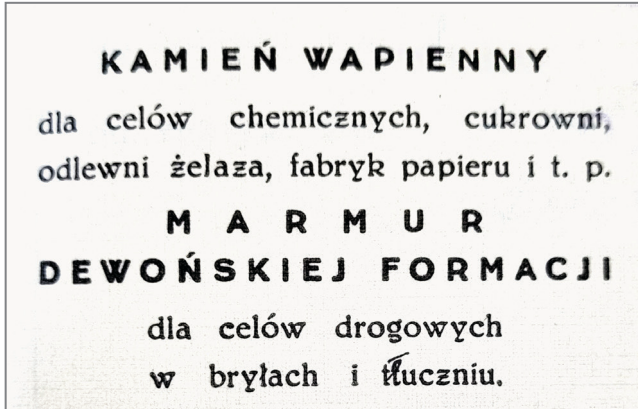 KAMIEŃ WAPIENNY
dla celów chemicznych, cukrowni,
odlewni żelaza, fabryk papieru i t. p.
MARMUR
DEWOŃSKIEJ FORMACJI
dla celów drogowych
w bryłach i tłuczniu.